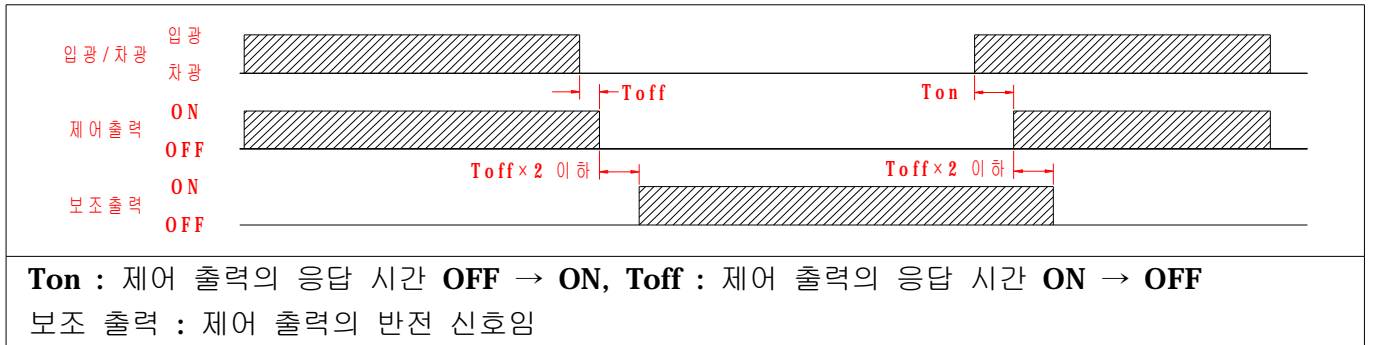 입광
입광/차광
차광
Toff
Ton
ON
제어출력
OFF
Toff×2 이하
Toff×2 이하
ON
보조출력
OFF
Ton : 제어 출력의 응답 시간 OFF → ON, Toff : 제어 출력의 응답 시간 ON → OFF
보조 출력 : 제어 출력의 반전 신호임